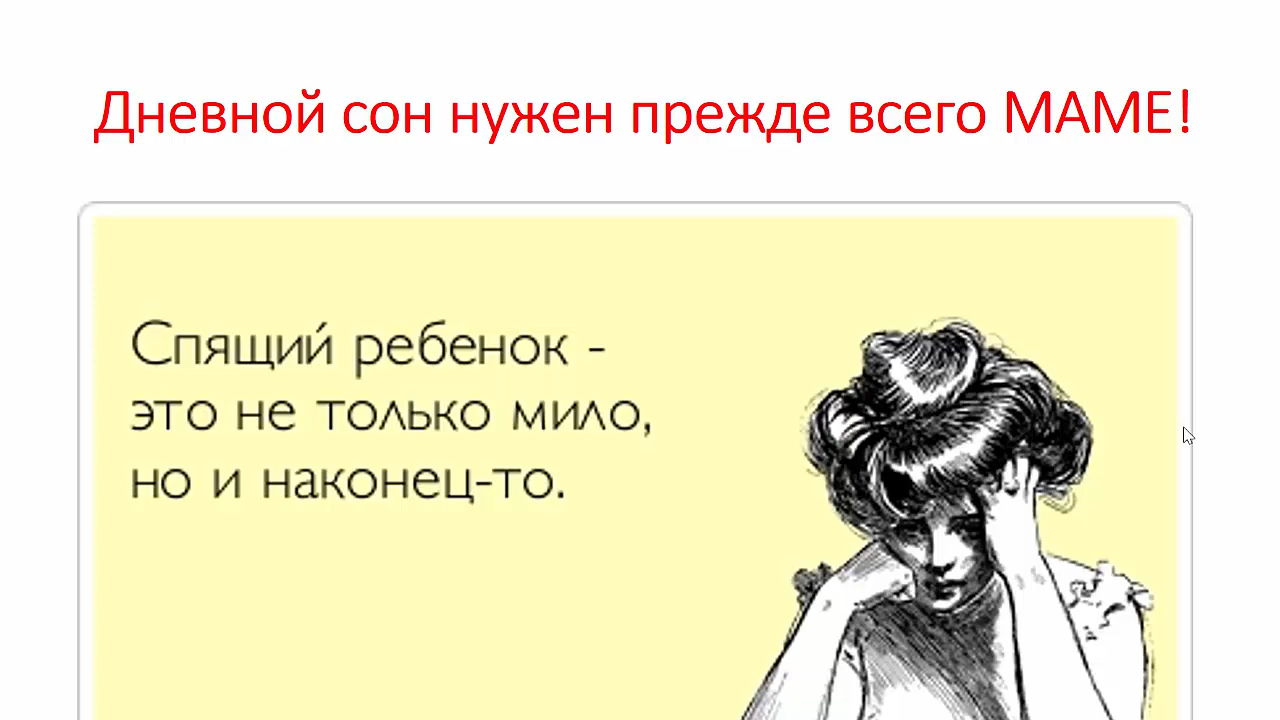 Дневной сон нужен прежде всего МАМЕ!
Спящий ребенок -
это не только мило,
но и наконец-то.